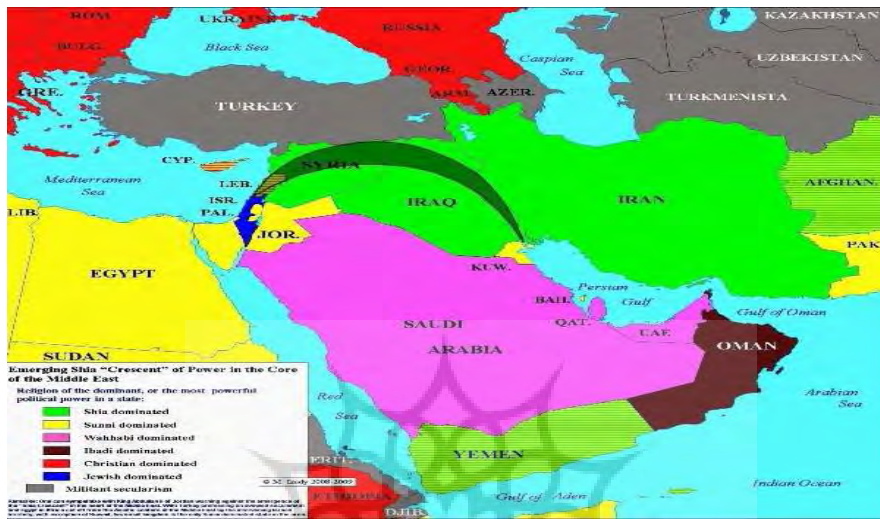 ROM.
UKRAINE
RUSSIA
KAZAKHSTAN
BULG.
Black Sea
Caspian
Sea
UZBEKISTAN
GEOR.
GRE.
TURKEY
ARM.
AZER.
TURKMENISTA
CYP.
SYRIA
Mediterranean
Sea
LEB.
ISR.
PAL.
IRAQ
IRAN
AFGHAN.
LIB.
JOR.
PAK
EGYPT
KUW.
Persian
Gulf
BAH.
QAT.
UAE
Gulf of Oman
SAUDI
ARABIA
OMAN
SUDAN
Red
Sea
Arabian
Sea
YEMEN
ERIT.
ETHIOPIA
DJIB.
Gulf of Aden
Indian Ocean
Emerging Shia "Crescent" of Power in the Core
of the Middle East
Religion of the dominant, or the most powerful
political power in a state:
Shia dominated
Sunni dominated
Wahhabi dominated
Ibadi dominated
Christian dominated
Jewish dominated
Militant secularism